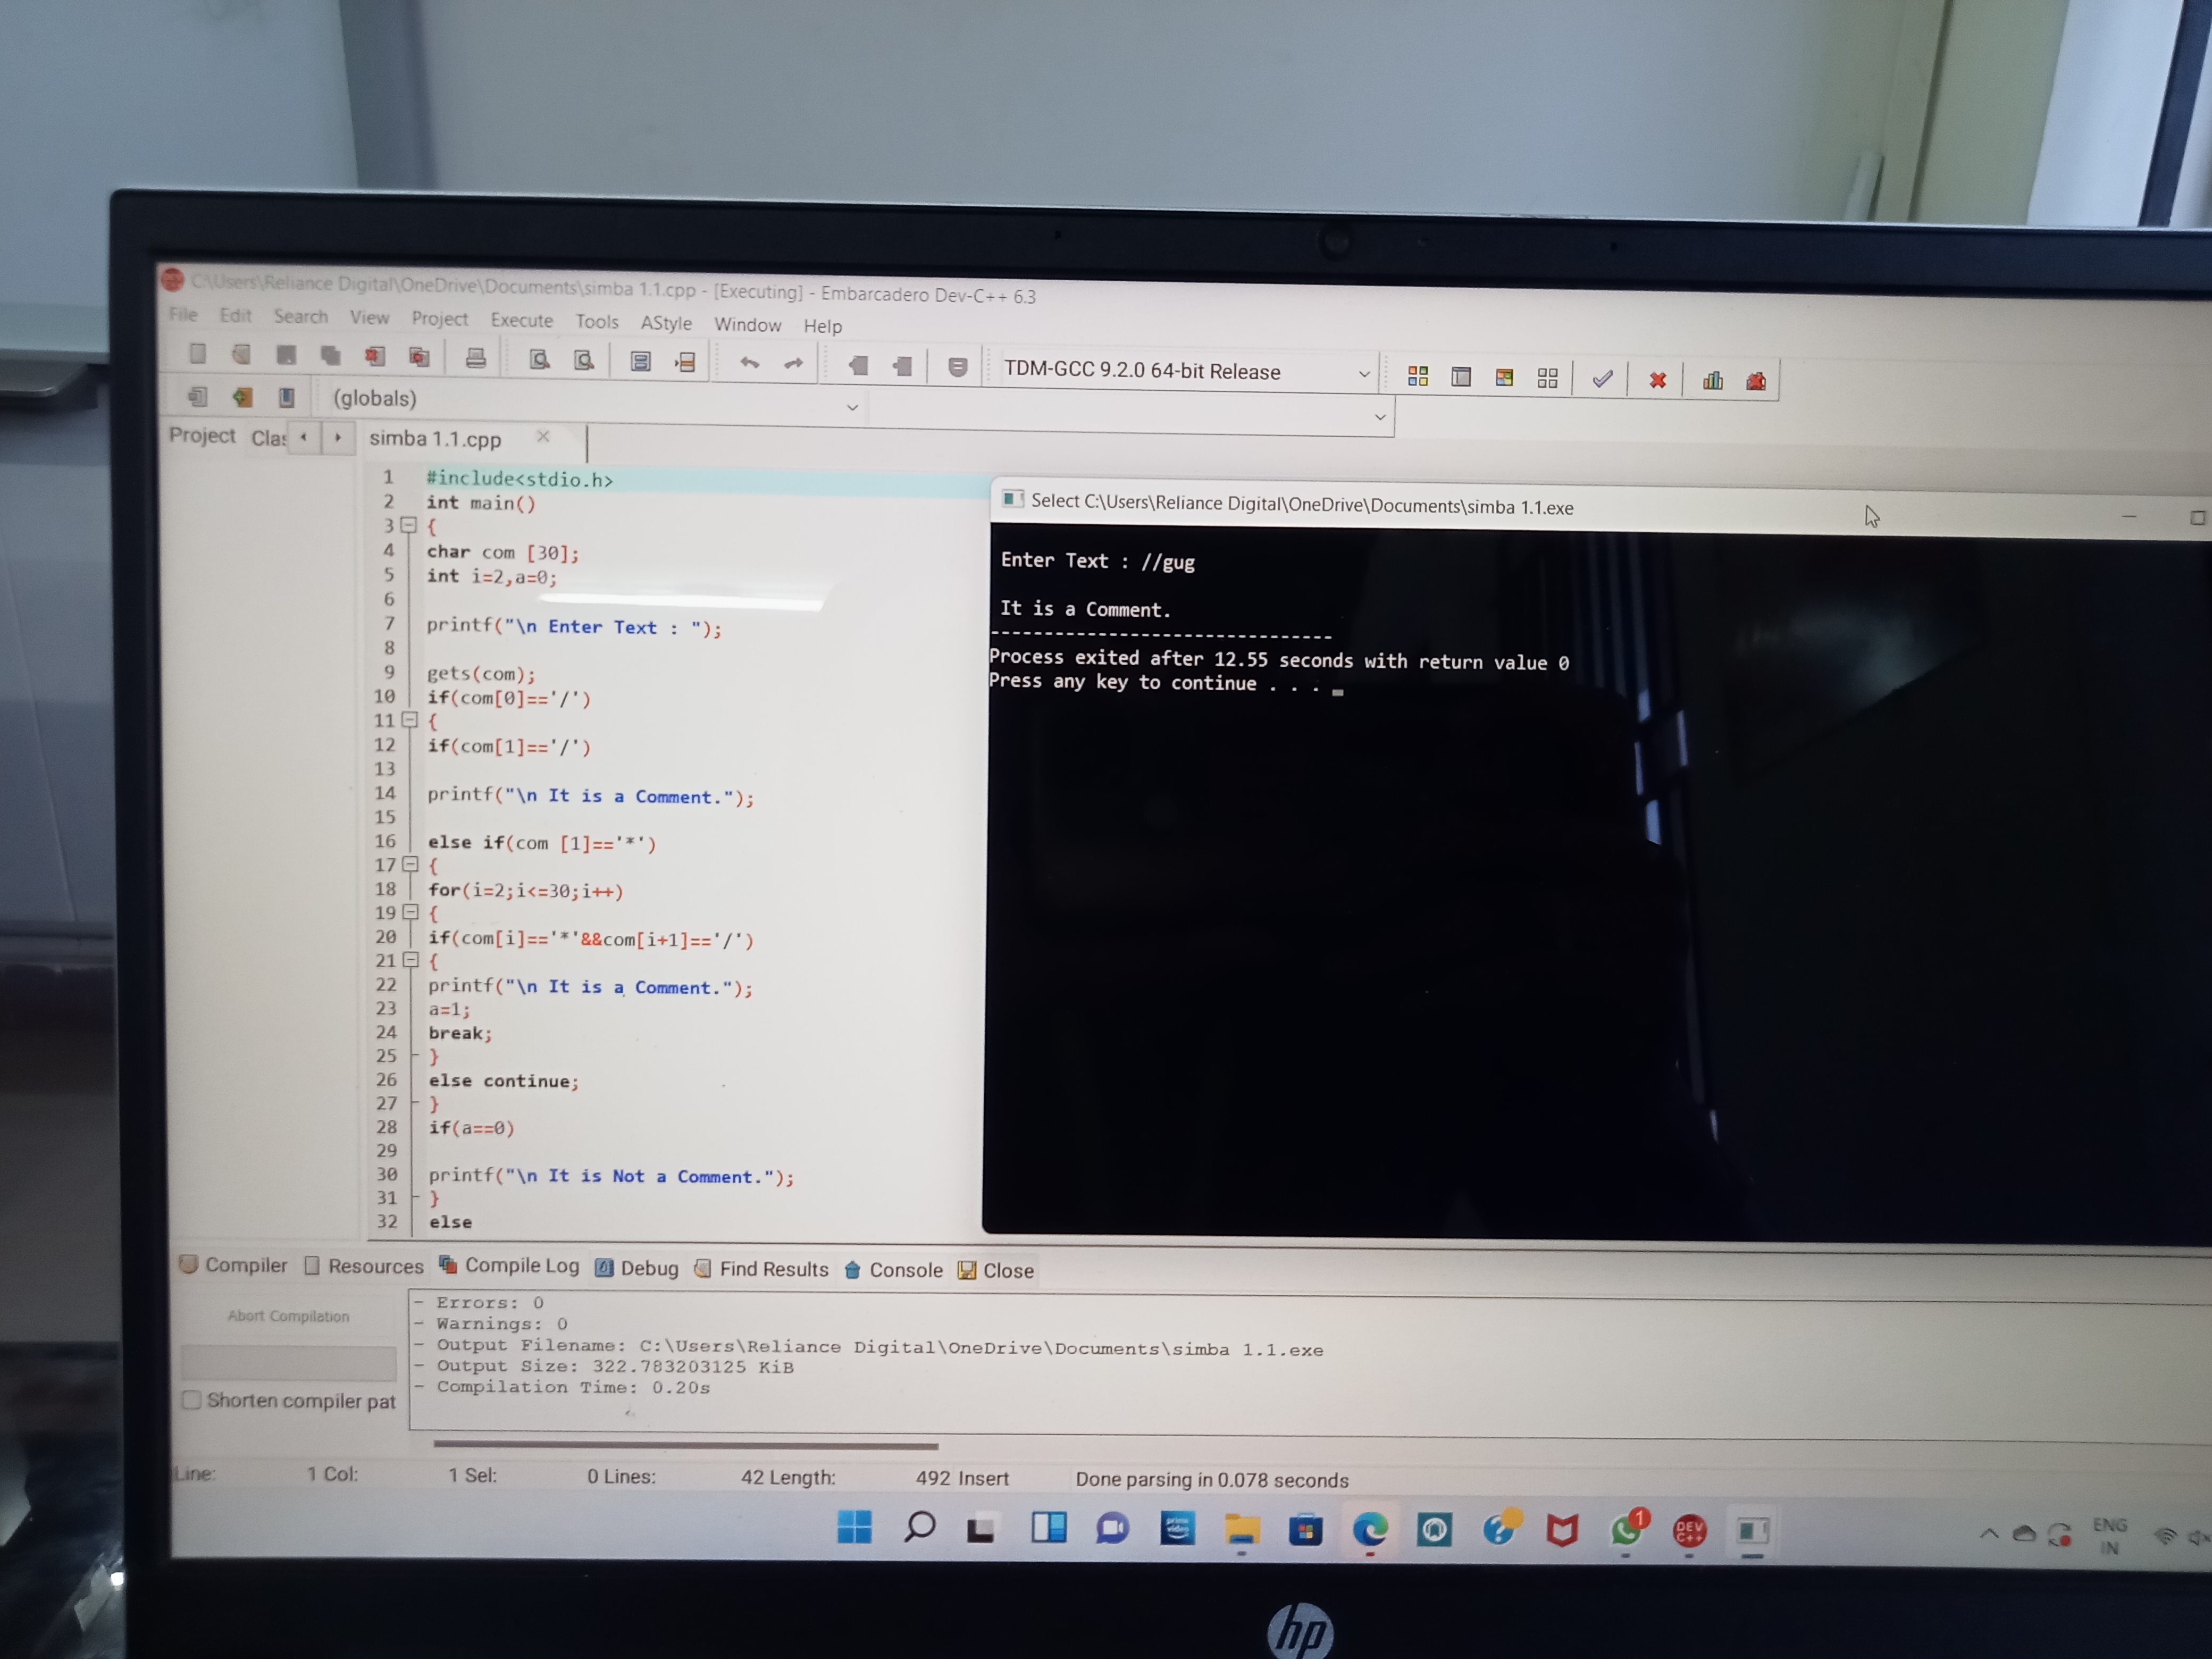 C:\Users\Reliance Digital\OneDrive\Documents\simba 1.1.cpp - [Executing] - Embarcadero Dev-C++ 6.3
File Edit Search View Project Execute Tools AStyle Window Help
TDM-GCC 9.2.0 64-bit Release
(globals)
Project Clas
simba 1.1.cpp
1 #include<stdio.h>
2 int main()
3 {
4 char com [30];
5 int i=2,a=0;
6
7 printf("\n Enter Text : ");
8
9 gets(com);
10 if(com[0]=='/')
11 {
12 if(com[1]=='/')
13
14 printf("\n It is a Comment.");
15
16 else if(com [1]=='*')
17 {
18 for(i=2;i<=30;i++)
19 {
20 if(com[i]=='*'&&com[i+1]=='/')
21 {
22 printf("\n It is a Comment.");
23 a=1;
24 break;
25 }
26 else continue;
27 }
28 if(a==0)
29
30 printf("\n It is Not a Comment.");
31 }
32 else
Select C:\Users\Reliance Digital\OneDrive\Documents\simba 1.1.exe
Enter Text : //gug
It is a Comment.
--------------------------------
Process exited after 12.55 seconds with return value 0
Press any key to continue . . .
Compiler Resources Compile Log Debug Find Results Console Close
Abort Compilation
Shorten compiler pat
- Errors: 0
- Warnings: 0
- Output Filename: C:\Users\Reliance Digital\OneDrive\Documents\simba 1.1.exe
- Output Size: 322.783203125 KiB
- Compilation Time: 0.20s
Line: 1 Col: 1 Sel: 0 Lines: 42 Length: 492 Insert Done parsing in 0.078 seconds
prime video
1
DEV C++
ENG
IN
hp